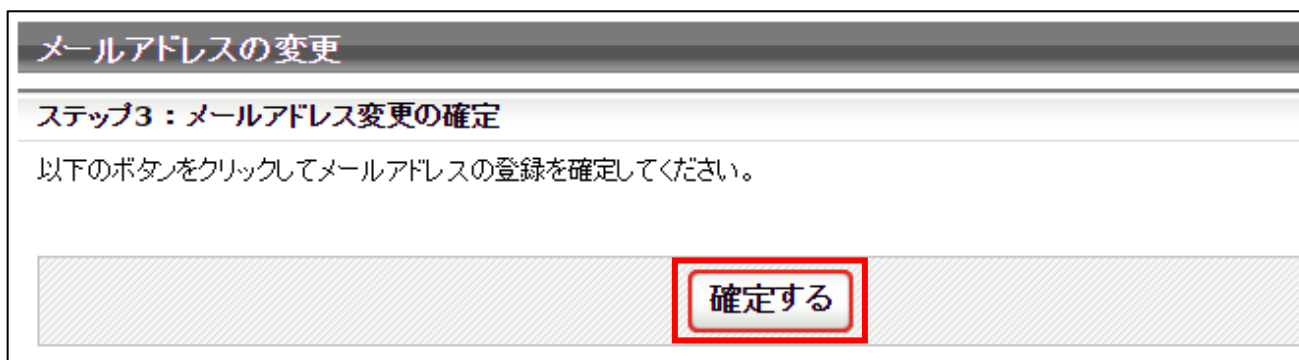 メールアドレスの変更
ステップ3：メールアドレス変更の確定
以下のボタンをクリックしてメールアドレスの登録を確定してください。
確定する